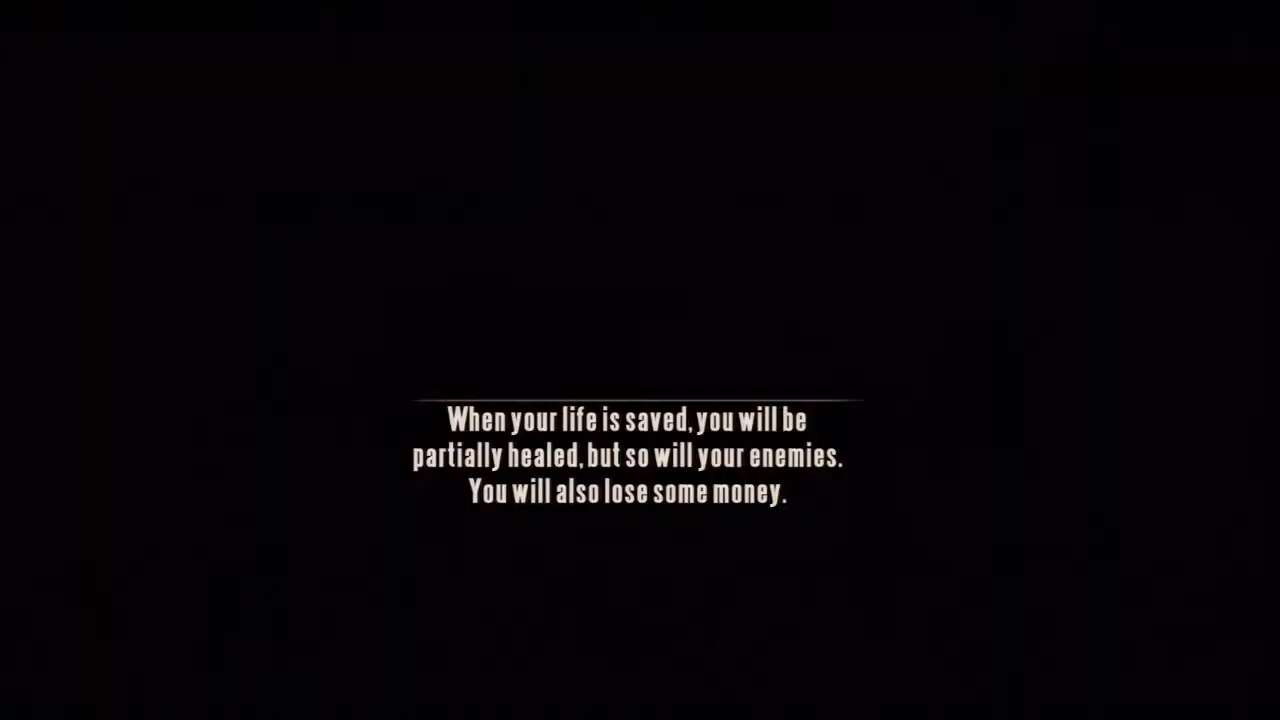 When your life is saved, you will be
partially healed, but so will your enemies.
You will also lose some money.